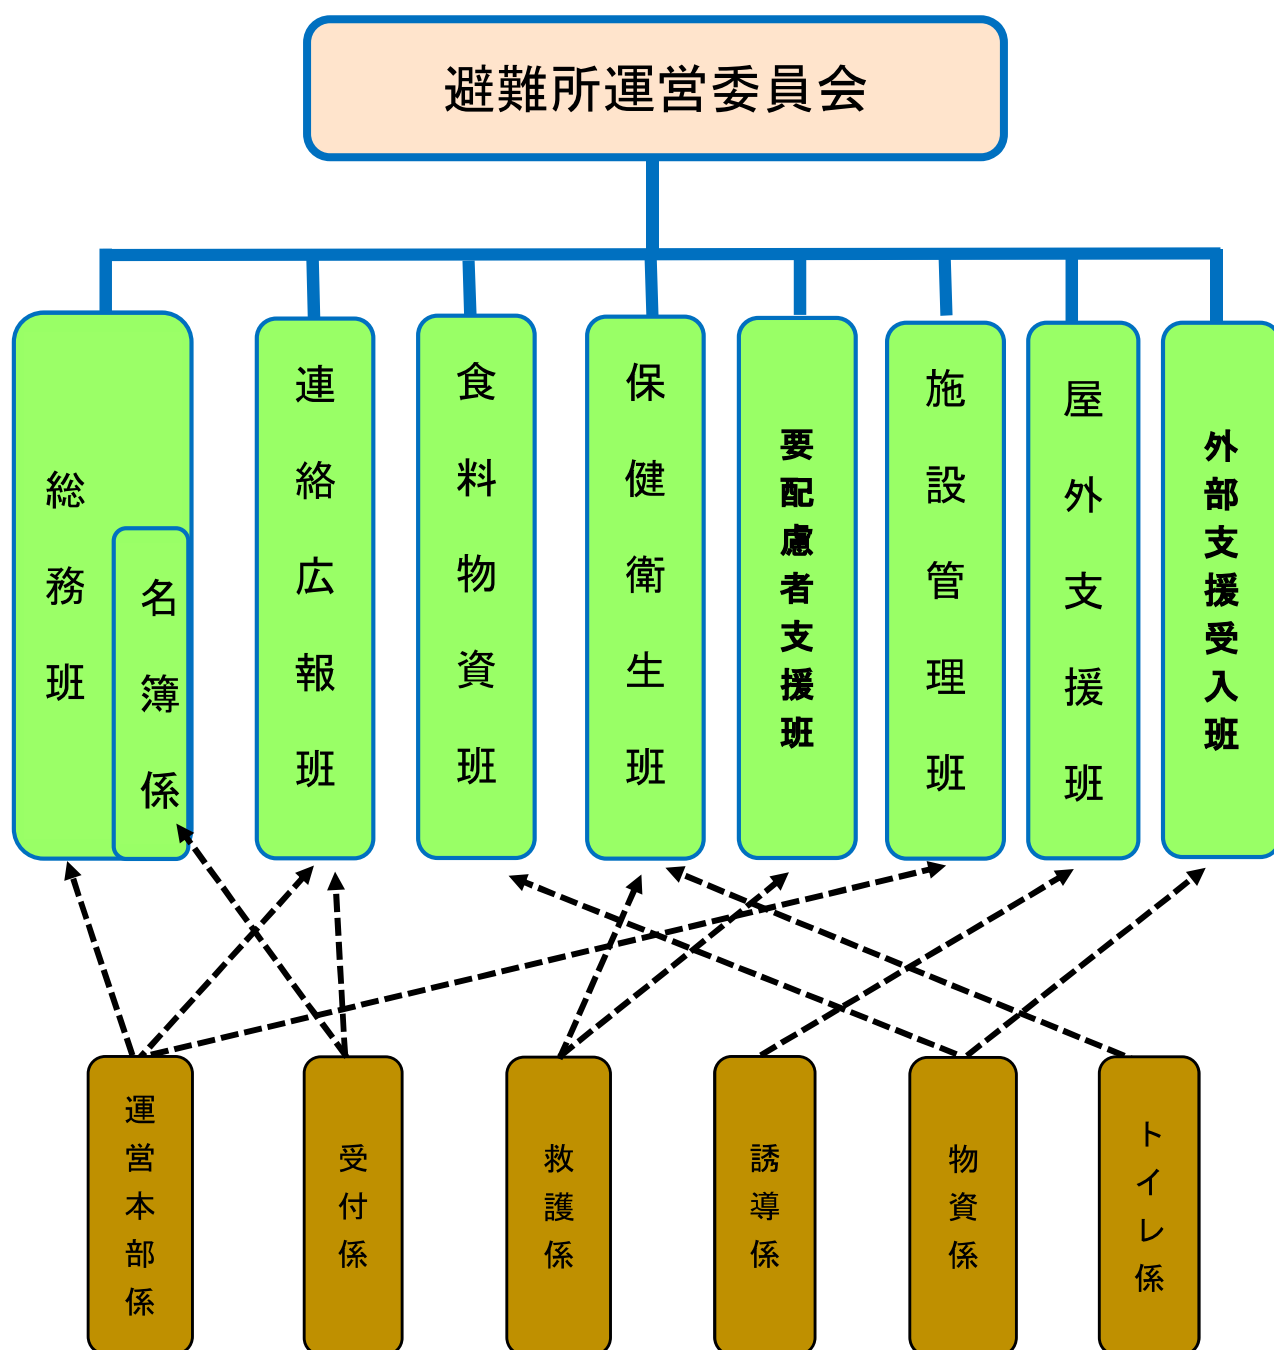 避難所運営委員会
総務班
名簿係
連絡広報班
食料物資班
保健衛生班
要配慮者支援班
施設管理班
屋外支援班
外部支援受入班
運営本部係
受付係
救護係
誘導係
物資係
トイレ係